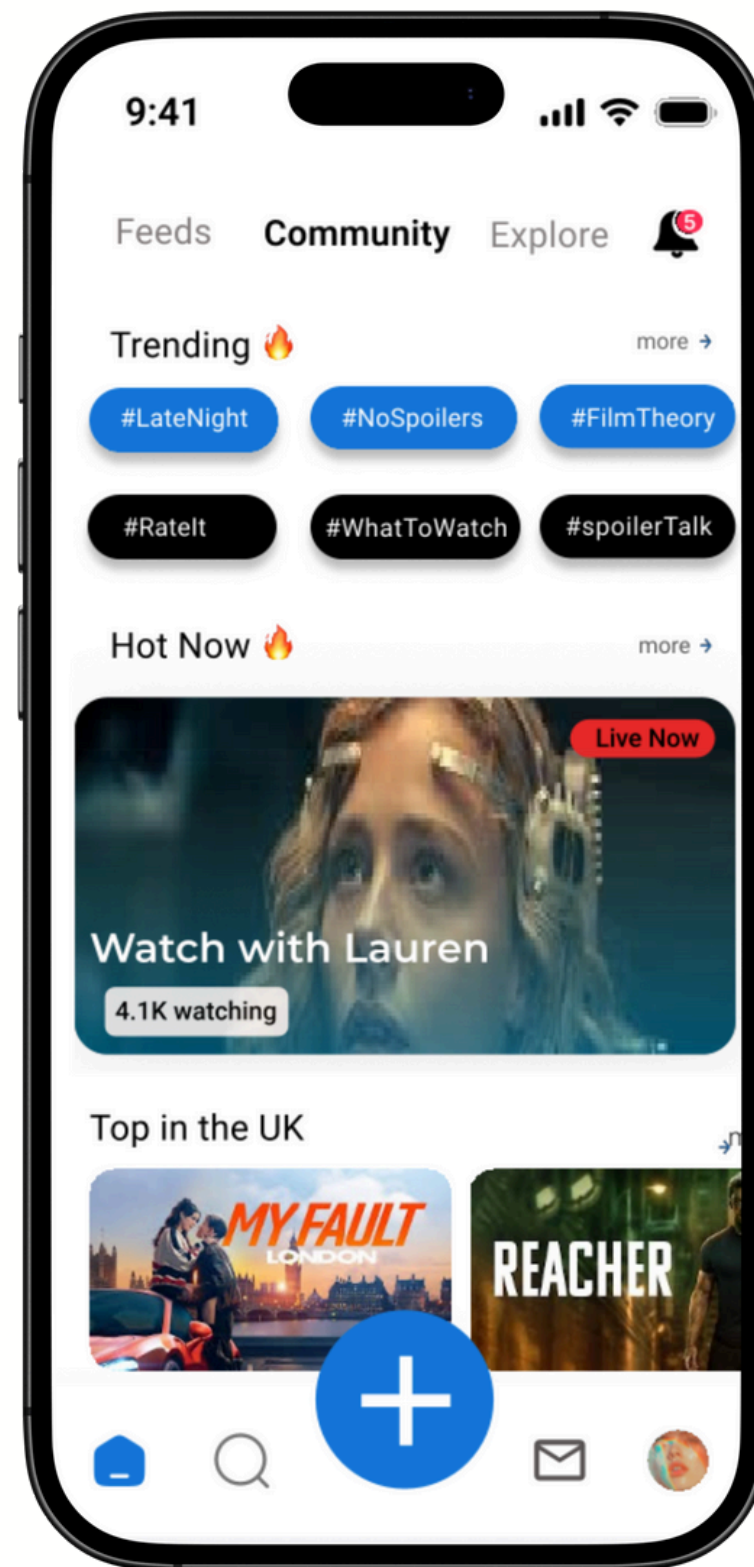 9:41
Feeds Community Explore 5
Trending 🔥 more →
#LateNight #NoSpoilers #FilmTheory
#RateIt #WhatToWatch #spoilerTalk
Hot Now 🔥 more →
Live Now
Watch with Lauren
4.1K watching
Top in the UK
MY FAULT
LONDON
REACHER